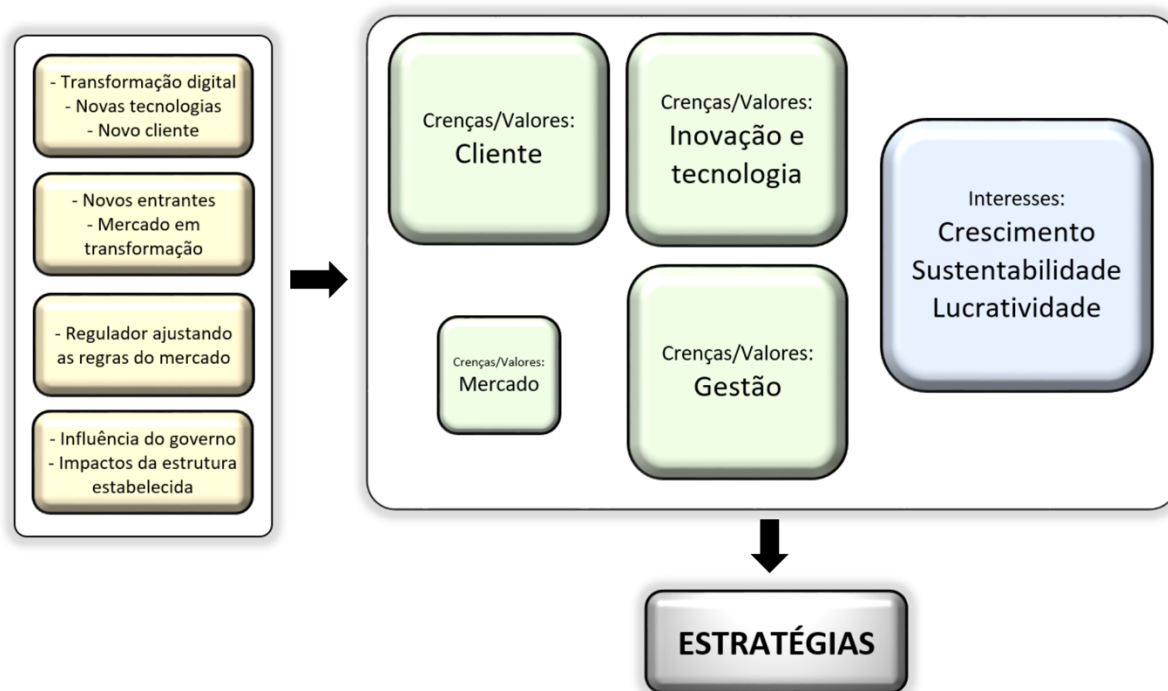 - Transformação digital
- Novas tecnologias
- Novo cliente
- Novos entrantes
- Mercado em
transformação
- Regulador ajustando
as regras do mercado
- Influência do governo
- Impactos da estrutura
estabelecida
Crenças/Valores:
Cliente
Crenças/Valores:
Inovação e
tecnologia
Crenças/Valores:
Mercado
Crenças/Valores:
Gestão
Interesses:
Crescimento
Sustentabilidade
Lucratividade
ESTRATÉGIAS